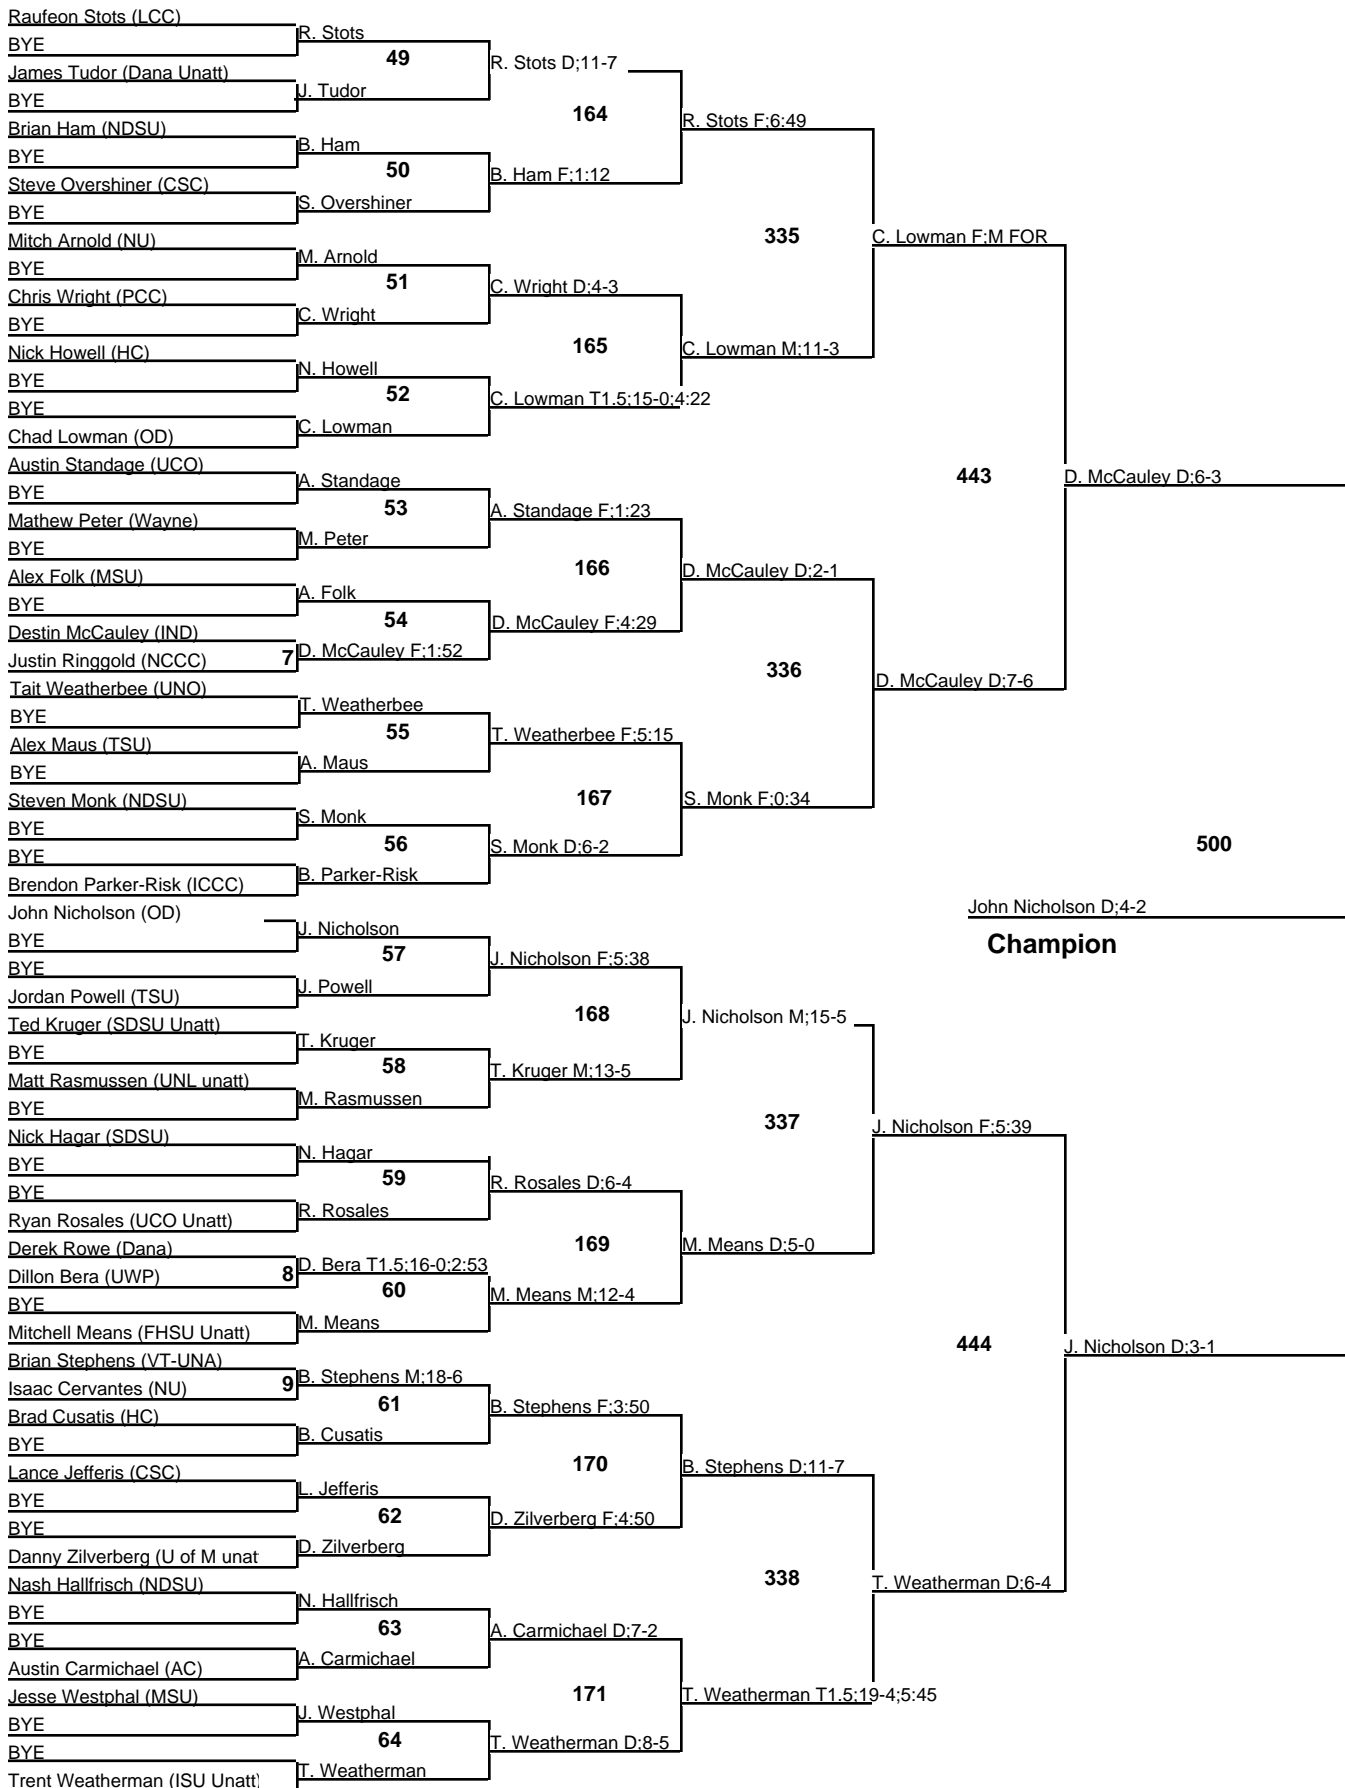 Raufeon Stots (LCC)
R. Stots
BYE
49
R. Stots D;11-7
James Tudor (Dana Unatt)
J. Tudor
BYE
164
R. Stots F;6:49
Brian Ham (NDSU)
B. Ham
BYE
50
B. Ham F;1:12
Steve Overshiner (CSC)
S. Overshiner
BYE
335
C. Lowman F;M FOR
Mitch Arnold (NU)
M. Arnold
BYE
51
C. Wright D;4-3
Chris Wright (PCC)
C. Wright
BYE
165
C. Lowman M;11-3
Nick Howell (HC)
N. Howell
BYE
52
C. Lowman T1.5;15-0;4:22
BYE
C. Lowman
Chad Lowman (OD)
443
D. McCauley D;6-3
Austin Standage (UCO)
A. Standage
BYE
53
A. Standage F;1:23
Mathew Peter (Wayne)
M. Peter
BYE
166
D. McCauley D;2-1
Alex Folk (MSU)
A. Folk
BYE
54
D. McCauley F;4:29
Destin McCauley (IND)
D. McCauley F;1:52
Justin Ringgold (NCCC) 7
336
D. McCauley D;7-6
Tait Weatherbee (UNO)
T. Weatherbee
BYE
55
T. Weatherbee F;5:15
Alex Maus (TSU)
A. Maus
BYE
167
S. Monk F;0:34
Steven Monk (NDSU)
S. Monk
BYE
56
S. Monk D;6-2
BYE
B. Parker-Risk
Brendon Parker-Risk (ICCC)
500
John Nicholson D;4-2
Champion
John Nicholson (OD)
J. Nicholson
BYE
57
J. Nicholson F;5:38
BYE
J. Powell
Jordan Powell (TSU)
168
J. Nicholson M;15-5
Ted Kruger (SDSU Unatt)
T. Kruger
BYE
58
T. Kruger M;13-5
Matt Rasmussen (UNL unatt)
M. Rasmussen
BYE
337
J. Nicholson F;5:39
Nick Hagar (SDSU)
N. Hagar
BYE
59
R. Rosales D;6-4
BYE
R. Rosales
Ryan Rosales (UCO Unatt)
169
M. Means D;5-0
Derek Rowe (Dana)
D. Bera T1.5;16-0;2:53
Dillon Bera (UWP) 8
60
M. Means M;12-4
BYE
M. Means
Mitchell Means (FHSU Unatt)
444
J. Nicholson D;3-1
Brian Stephens (VT-UNA)
B. Stephens M;18-6
Isaac Cervantes (NU) 9
61
B. Stephens F;3:50
Brad Cusatis (HC)
B. Cusatis
BYE
170
B. Stephens D;11-7
Lance Jefferis (CSC)
L. Jefferis
BYE
62
D. Zilverberg F;4:50
BYE
D. Zilverberg
Danny Zilverberg (U of M unat
338
T. Weatherman D;6-4
Nash Hallfrisch (NDSU)
N. Hallfrisch
BYE
63
A. Carmichael D;7-2
BYE
A. Carmichael
Austin Carmichael (AC)
171
T. Weatherman T1.5;19-4;5:45
Jesse Westphal (MSU)
J. Westphal
BYE
64
T. Weatherman D;8-5
BYE
T. Weatherman
Trent Weatherman (ISU Unatt)